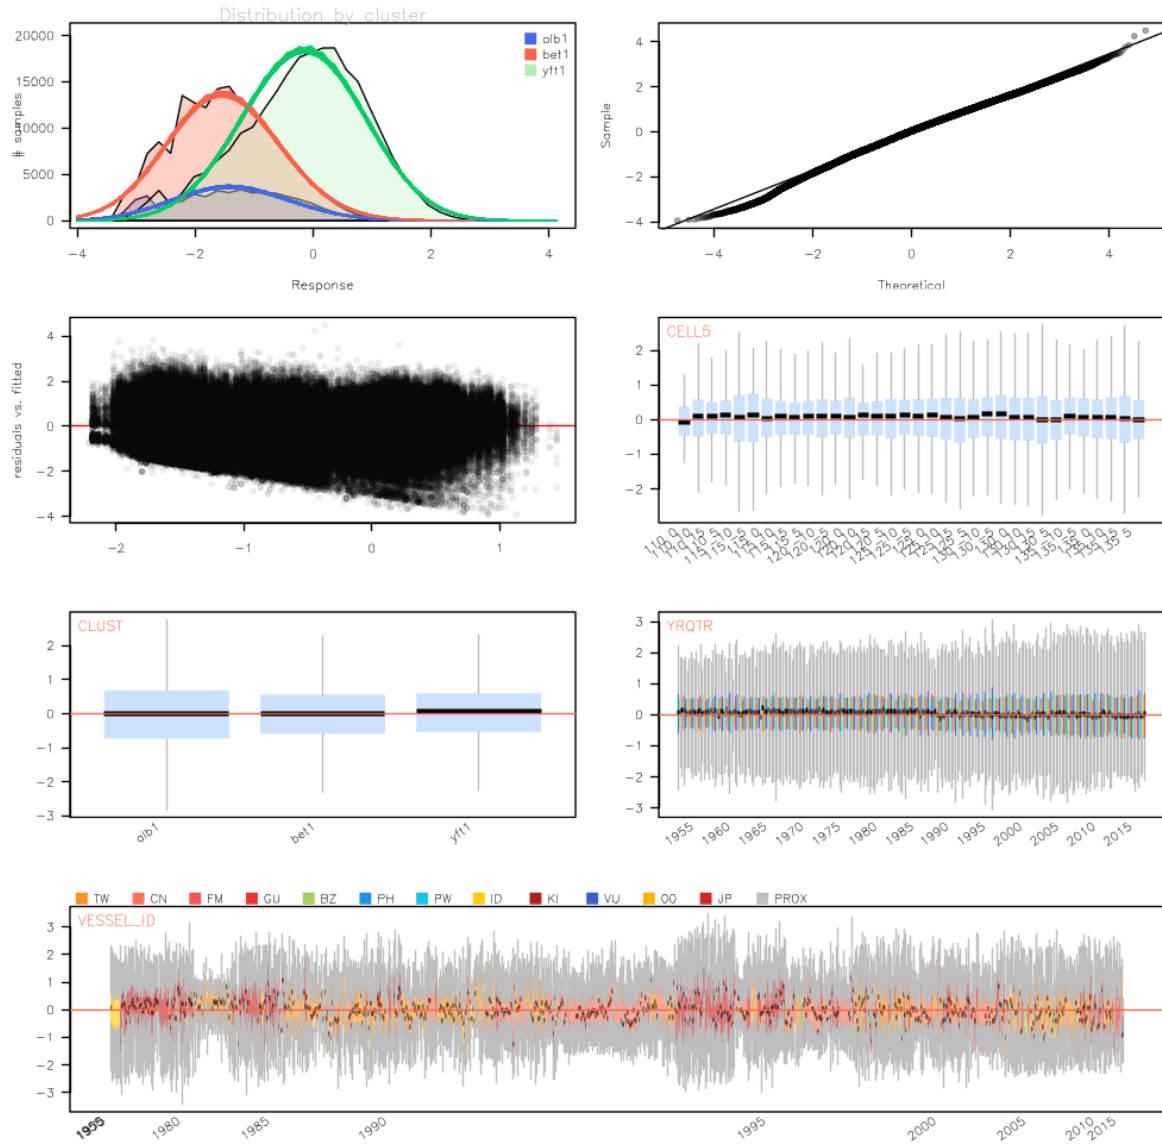 Distribution by cluster
20000
15000
10000
5000
0
# samples
alb1
bet1
yft1
−4 −2 0 2 4
Response
4
2
0
−2
−4
Sample
−4 −2 0 2 4
Theoretical
4
2
0
−2
−4
residuals vs. fitted
−2 −1 0 1
CELL5
2
1
0
−1
−2
CLUST
2
1
0
−1
−2
−3
alb1 bet1 yft1
YRQTR
3
2
1
0
−1
−2
−3
1955 1960 1965 1970 1975 1980 1985 1990 1995 2000 2005 2010 2015
TW CN FM GU BZ PH PW ID KI VU OO JP PROX
VESSEL_ID
3
2
1
0
−1
−2
−3
1980 1985 1990 1995 2000 2005 2010 2015